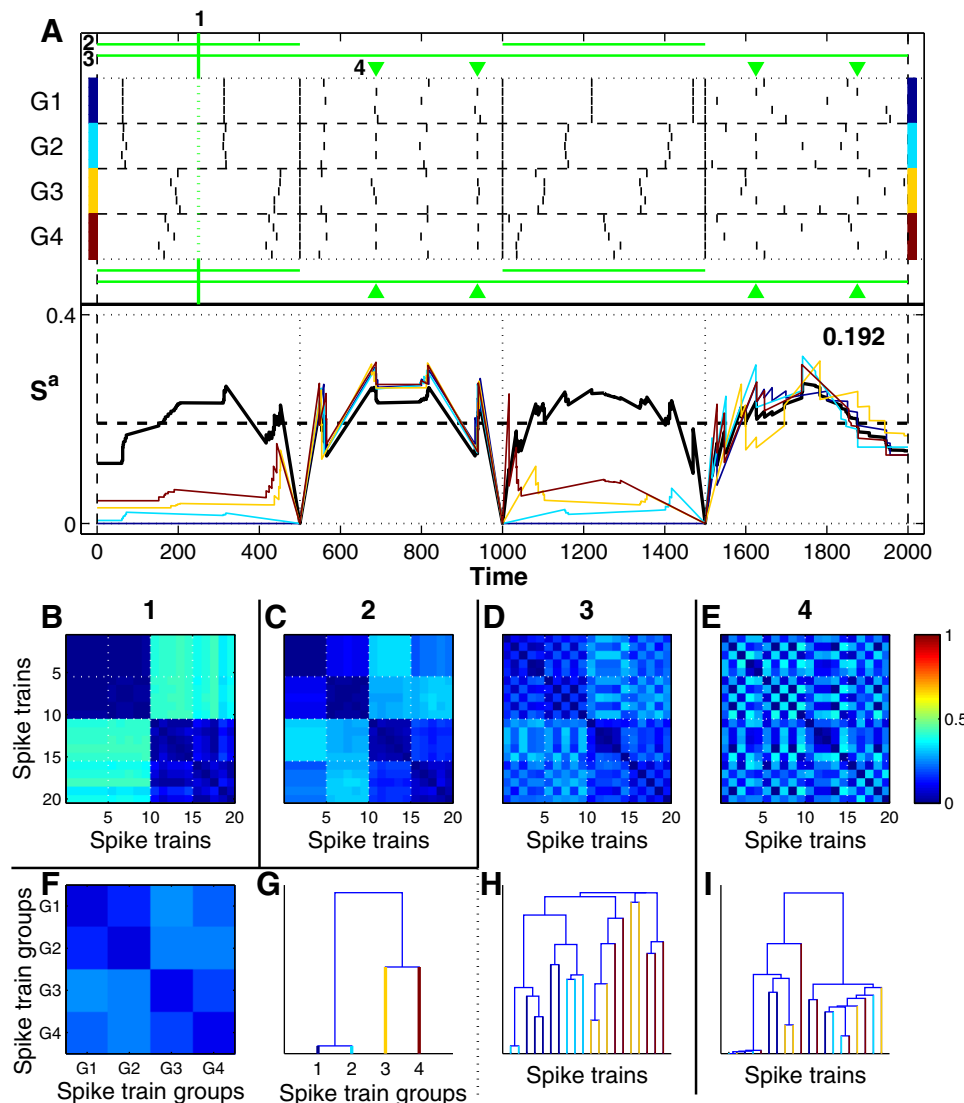 A
1
2
3
4
G1
G2
G3
G4
0.4
0.192
S^a
0
0 200 400 600 800 1000 1200 1400 1600 1800 2000
Time
B 1
C 2
D 3
E 4
Spike trains
5
10
15
20
5 10 15 20
5 10 15 20
5 10 15 20
5 10 15 20
Spike trains
Spike trains
Spike trains
Spike trains
1
0.5
0
F
G
H
I
Spike train groups
G1
G2
G3
G4
G1 G2 G3 G4
1 2 3 4
Spike train groups
Spike train groups
Spike trains
Spike trains